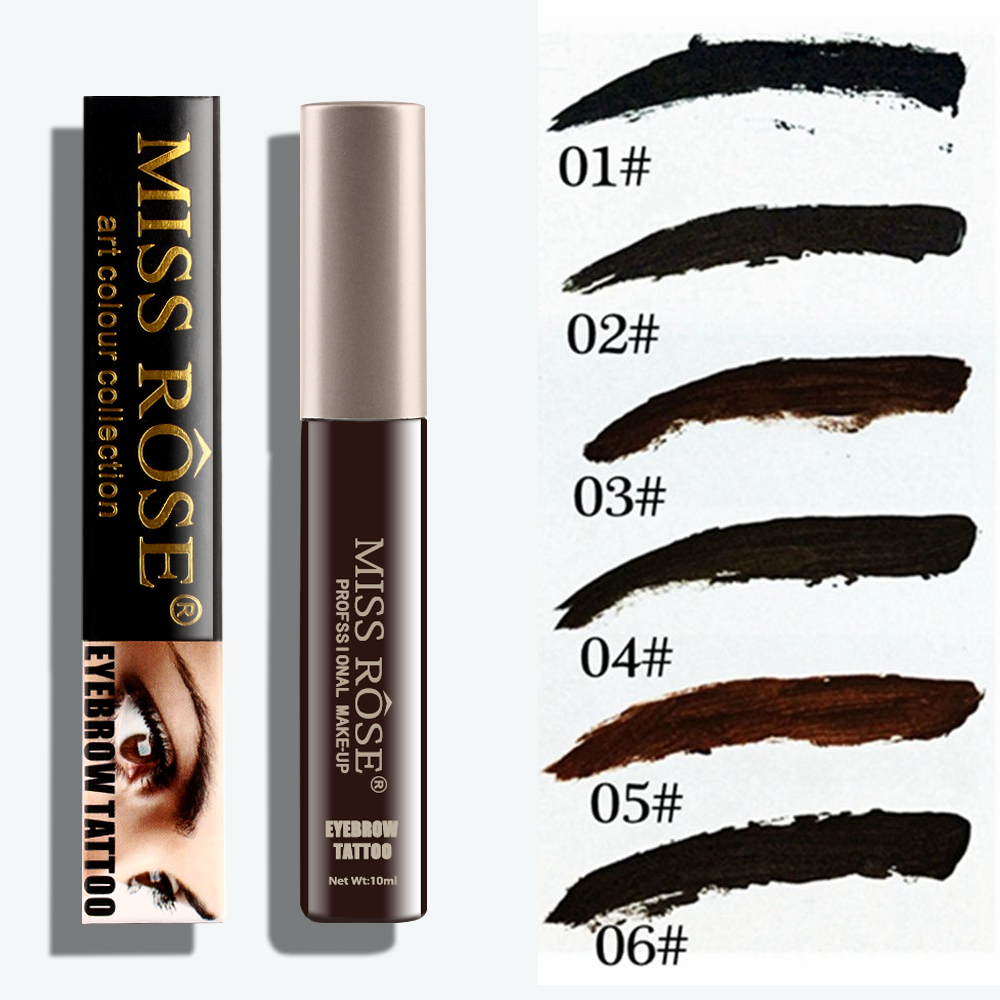 MISS RÔSE®
art colour collection
EYEBROW TATTOO
MISS RÔSE®
PROFSSIONAL MAKE-UP
EYEBROW
TATTOO
Net Wt:10ml
01#
02#
03#
04#
05#
06#